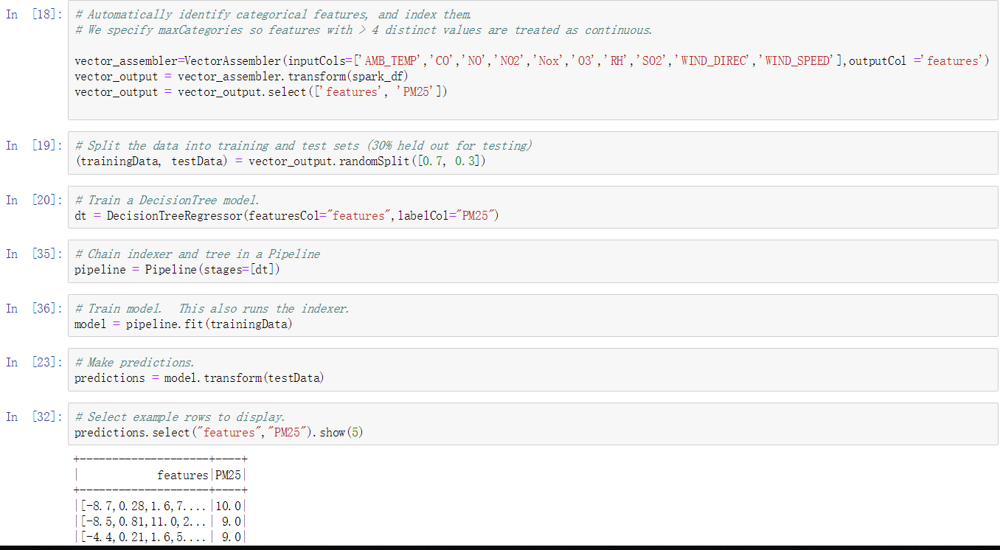 In [18]: # Automatically identify categorical features, and index them.
# We specify maxCategories so features with > 4 distinct values are treated as continuous.
vector_assembler=VectorAssembler(inputCols=['AMB_TEMP','CO','NO','NO2','Nox','O3','RH','SO2','WIND_DIREC','WIND_SPEED'],outputCol ='features')
vector_output = vector_assembler.transform(spark_df)
vector_output = vector_output.select(['features', 'PM25'])
In [19]: # Split the data into training and test sets (30% held out for testing)
(trainingData, testData) = vector_output.randomSplit([0.7, 0.3])
In [20]: # Train a DecisionTree model.
dt = DecisionTreeRegressor(featuresCol="features",labelCol="PM25")
In [35]: # Chain indexer and tree in a Pipeline
pipeline = Pipeline(stages=[dt])
In [36]: # Train model.  This also runs the indexer.
model = pipeline.fit(trainingData)
In [23]: # Make predictions.
predictions = model.transform(testData)
In [32]: # Select example rows to display.
predictions.select("features","PM25").show(5)
+--------------------+----+
|            features|PM25|
+--------------------+----+
|[-8.7,0.28,1.6,7....|10.0|
|[-8.5,0.81,11.0,2...| 9.0|
|[-4.4,0.21,1.6,5....| 9.0|